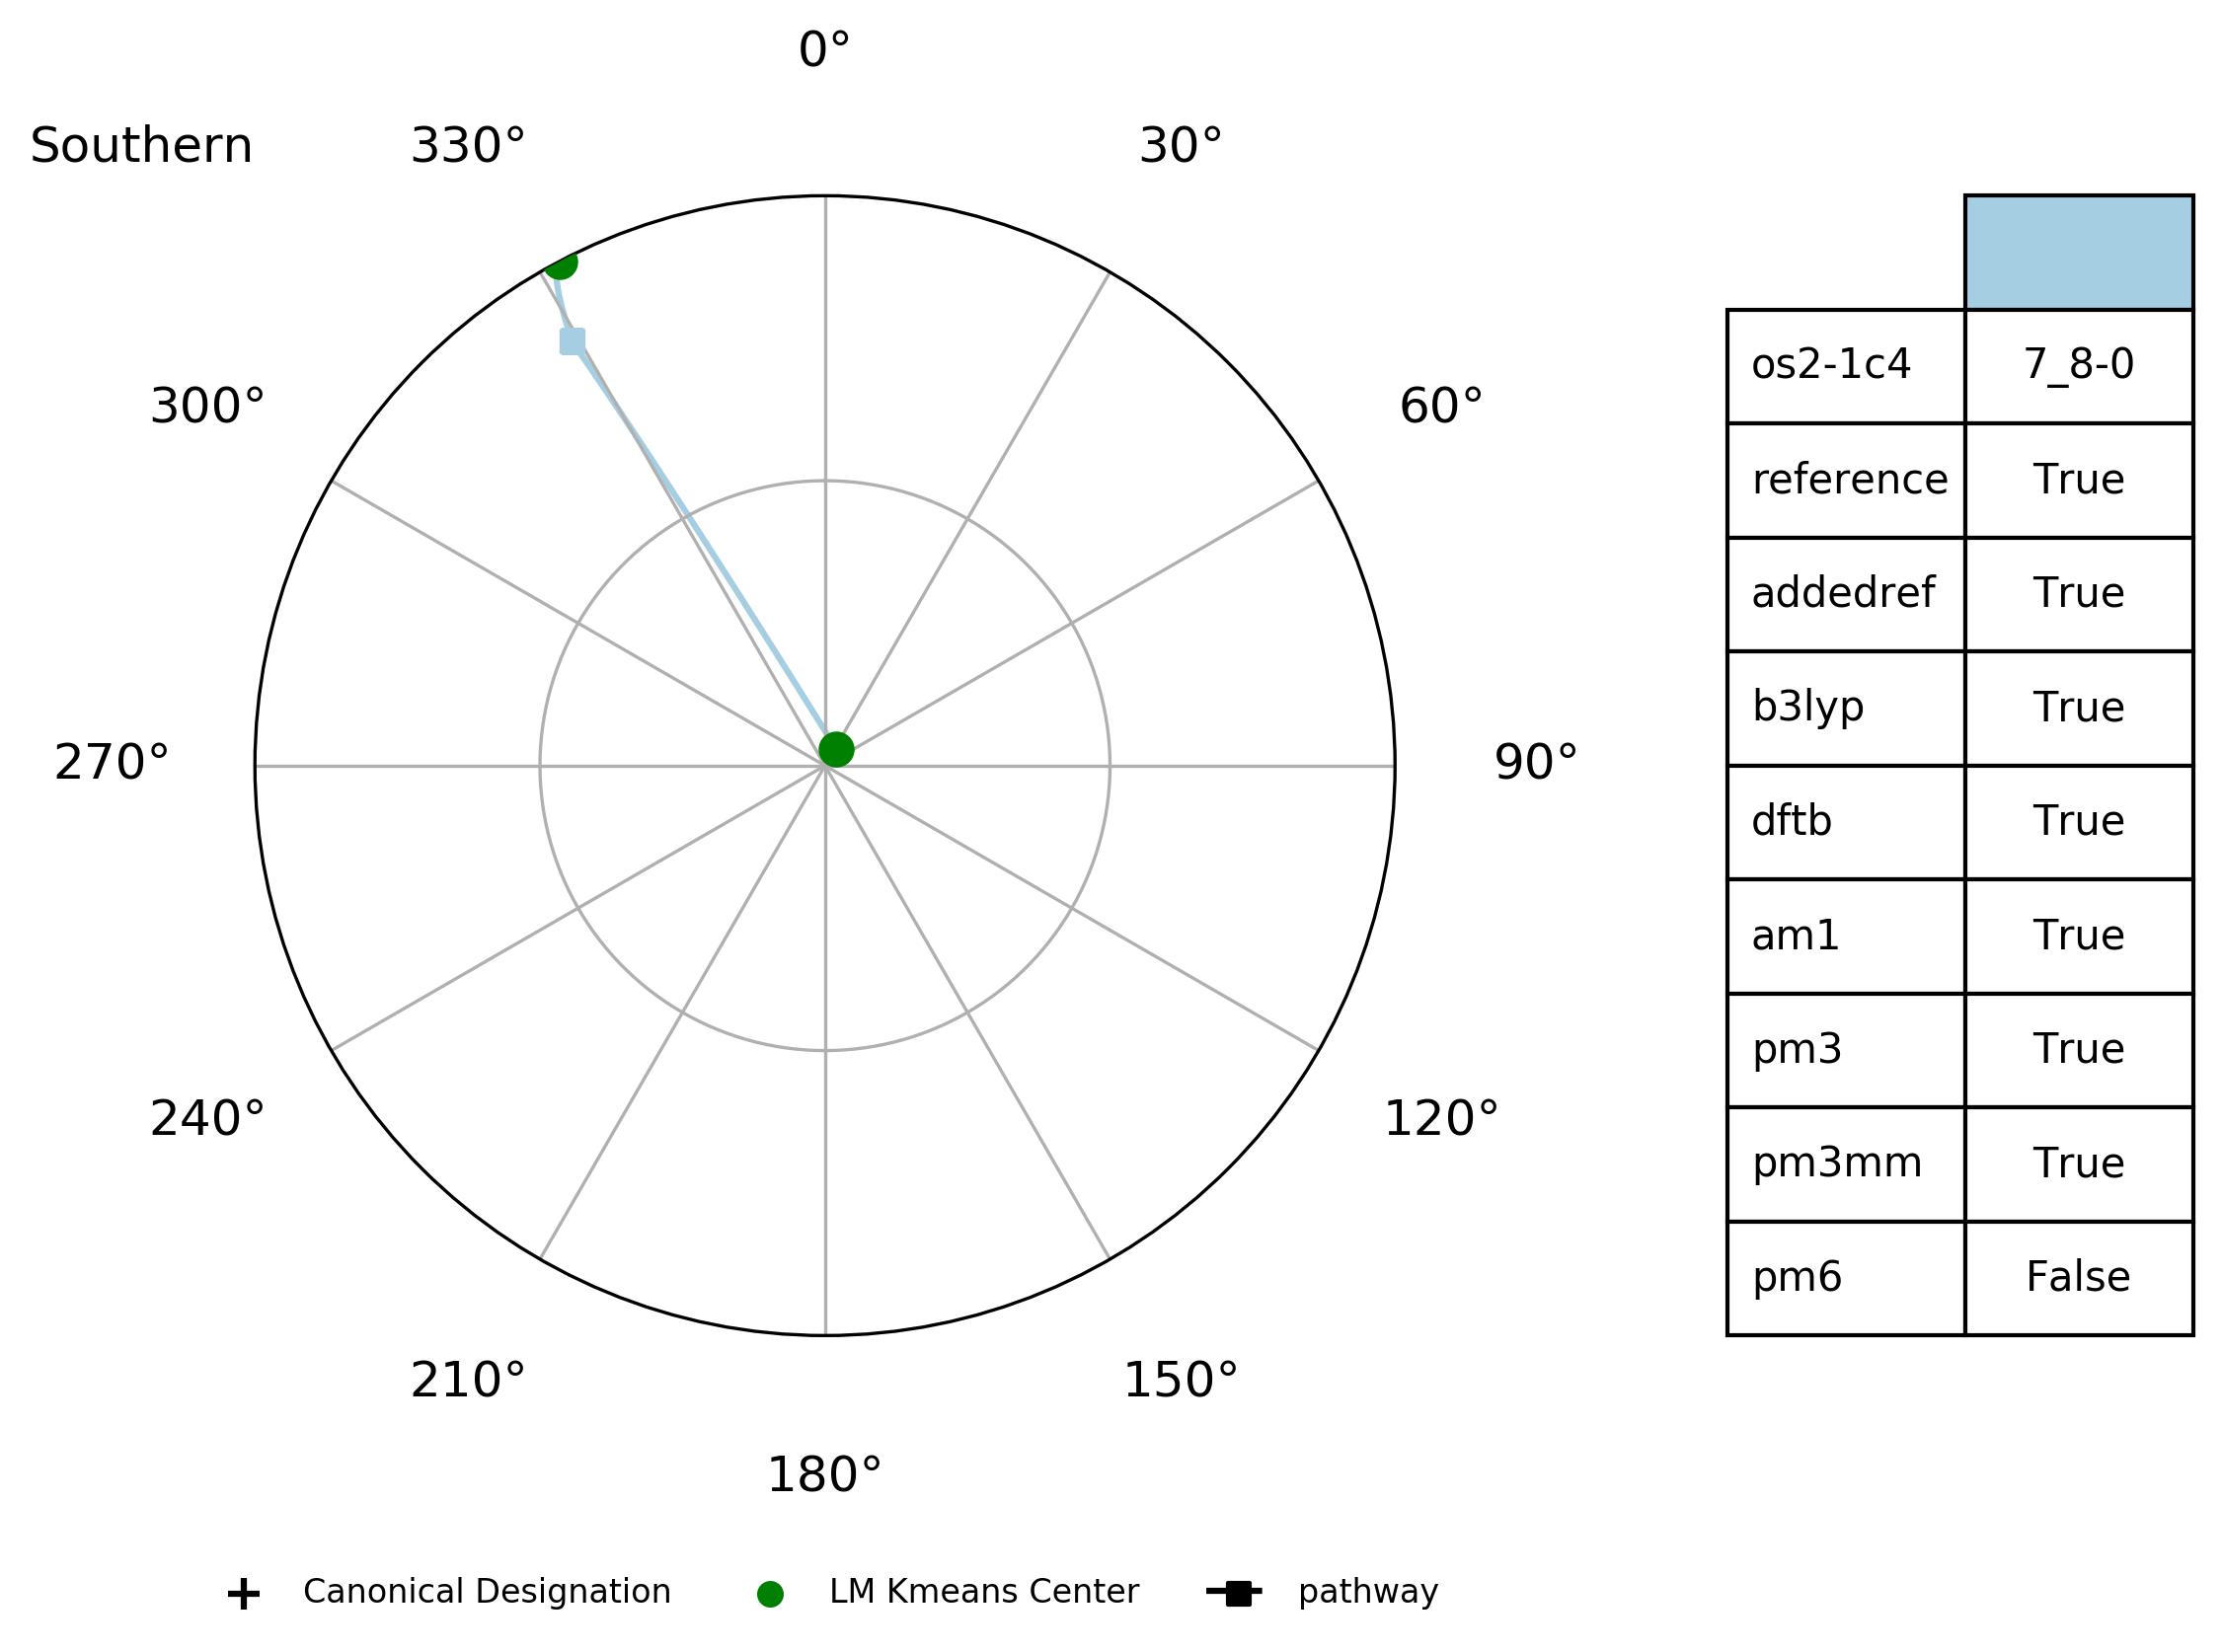 0°
Southern
330°
30°
300°
60°
270°
90°
240°
120°
210°
150°
180°
os2-1c4 7_8-0
reference True
addedref True
b3lyp True
dftb True
am1 True
pm3 True
pm3mm True
pm6 False
Canonical Designation LM Kmeans Center pathway